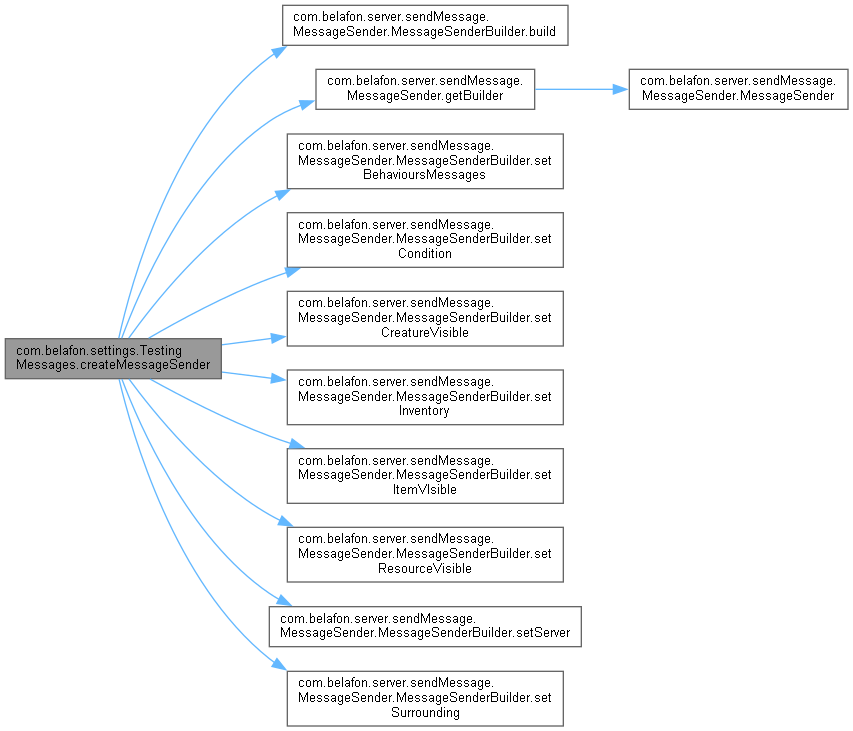 com.belafon.server.sendMessage.
MessageSender.MessageSenderBuilder.build
com.belafon.server.sendMessage.
MessageSender.getBuilder
com.belafon.server.sendMessage.
MessageSender.MessageSender
com.belafon.server.sendMessage.
MessageSender.MessageSenderBuilder.set
BehavioursMessages
com.belafon.server.sendMessage.
MessageSender.MessageSenderBuilder.set
Condition
com.belafon.server.sendMessage.
MessageSender.MessageSenderBuilder.set
CreatureVisible
com.belafon.settings.Testing
Messages.createMessageSender
com.belafon.server.sendMessage.
MessageSender.MessageSenderBuilder.set
Inventory
com.belafon.server.sendMessage.
MessageSender.MessageSenderBuilder.set
ItemVIsible
com.belafon.server.sendMessage.
MessageSender.MessageSenderBuilder.set
ResourceVisible
com.belafon.server.sendMessage.
MessageSender.MessageSenderBuilder.setServer
com.belafon.server.sendMessage.
MessageSender.MessageSenderBuilder.set
Surrounding